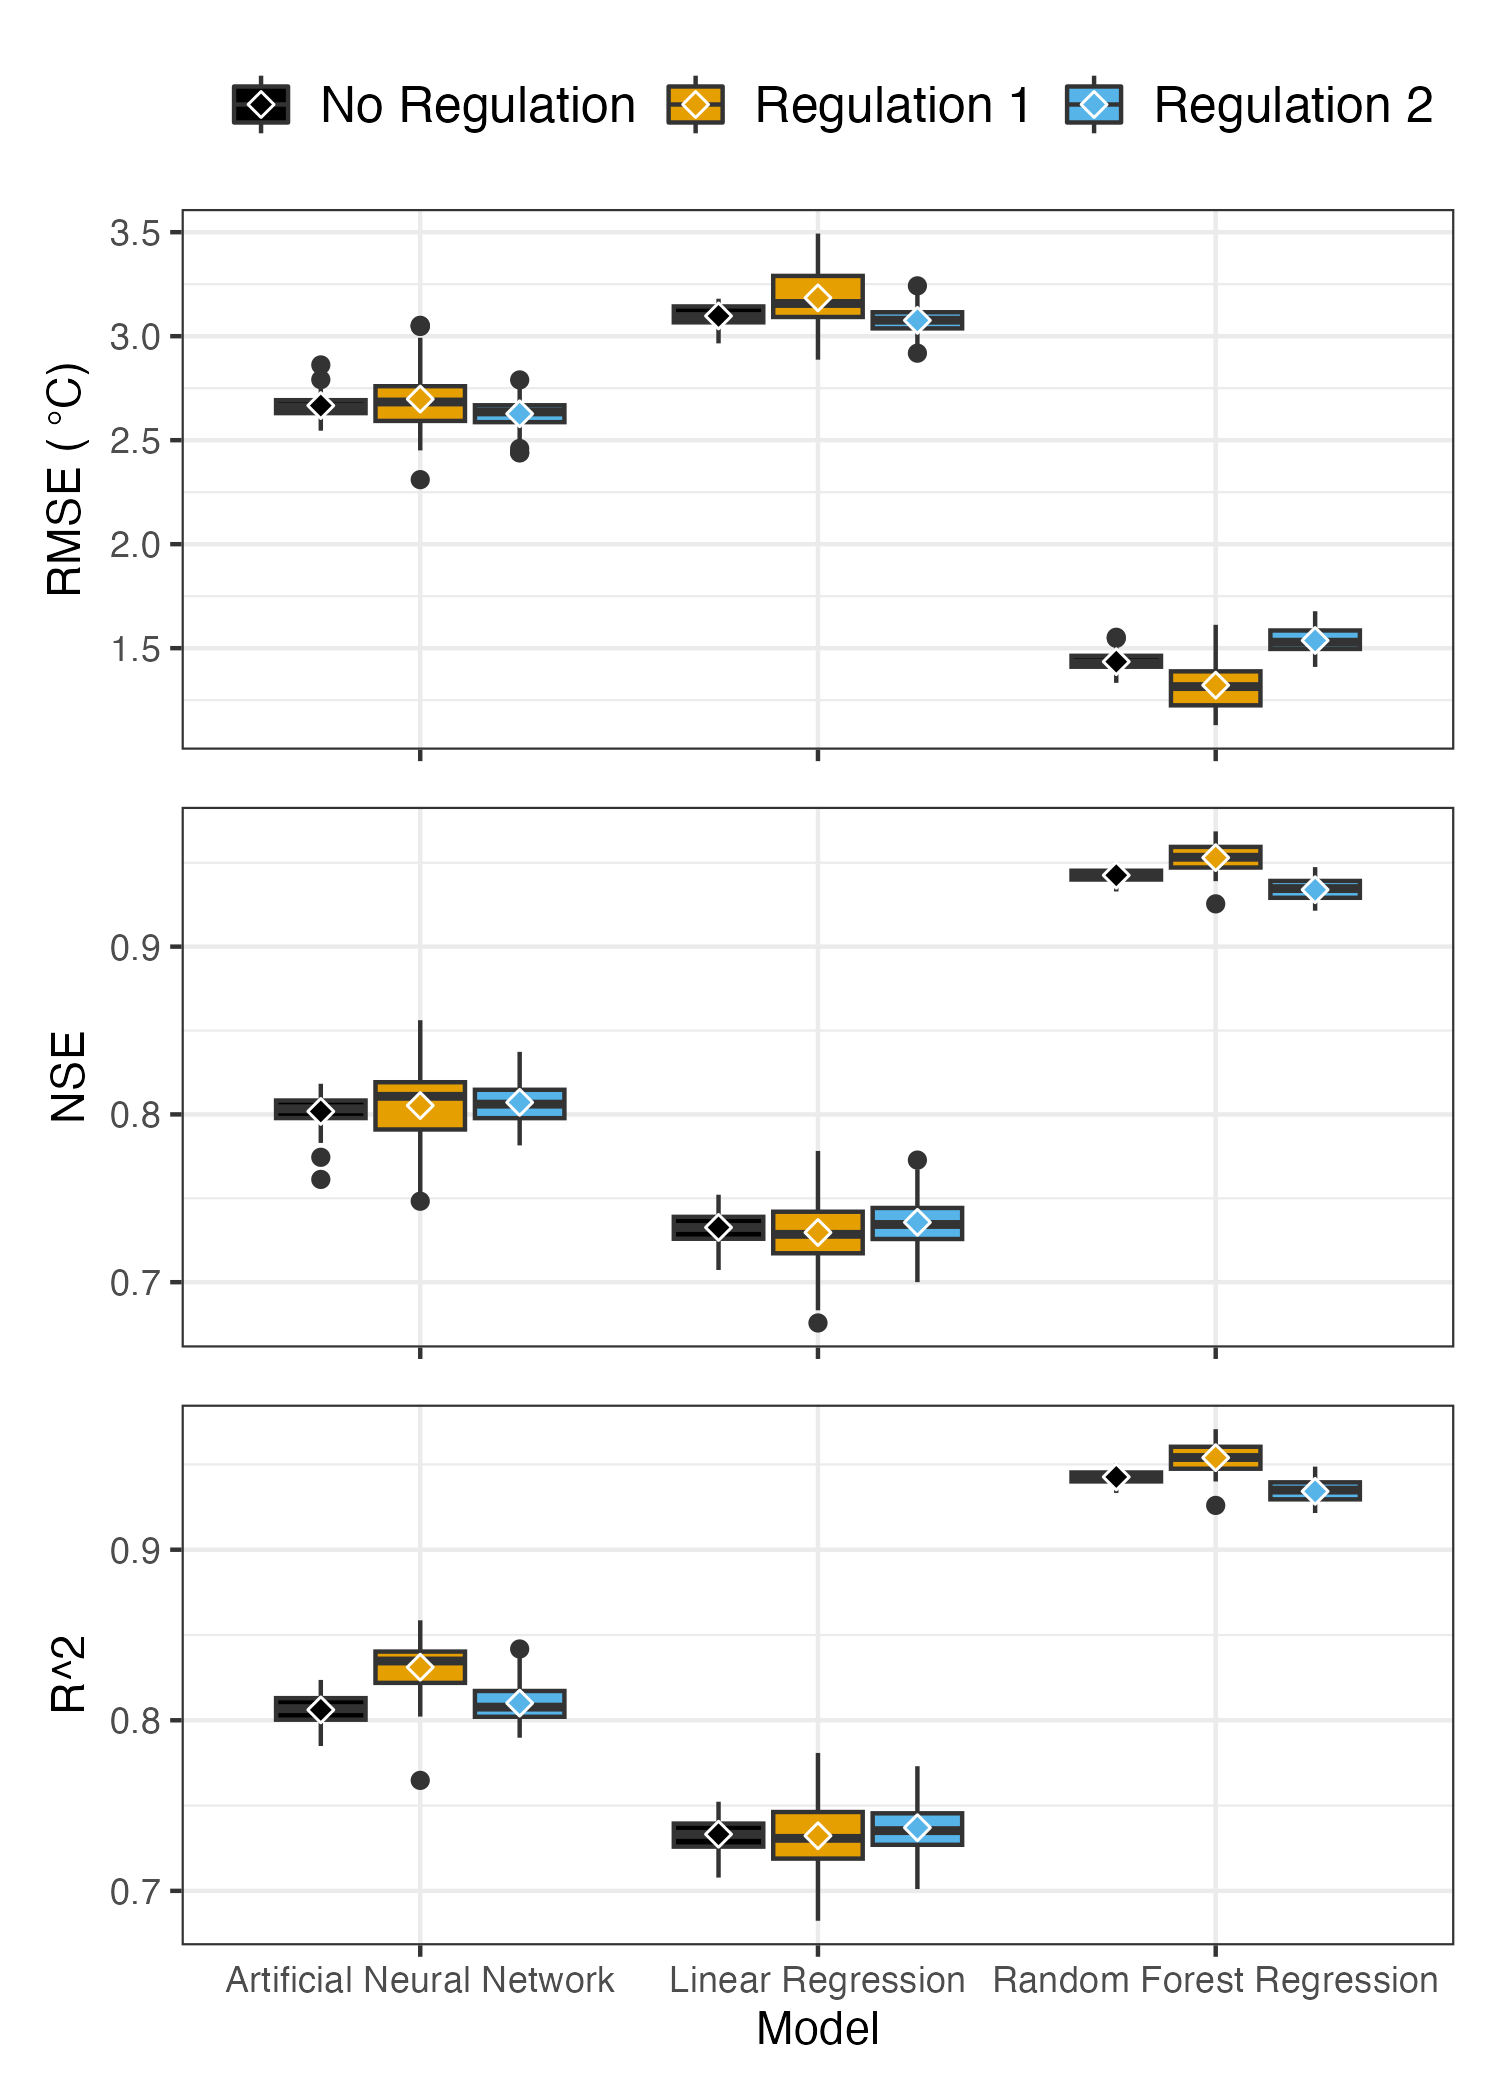 No Regulation Regulation 1 Regulation 2
3.5
3.0
2.5
2.0
1.5
RMSE ( °C)
0.9
0.8
0.7
NSE
0.9
0.8
0.7
R^2
Artificial Neural Network Linear Regression Random Forest Regression
Model